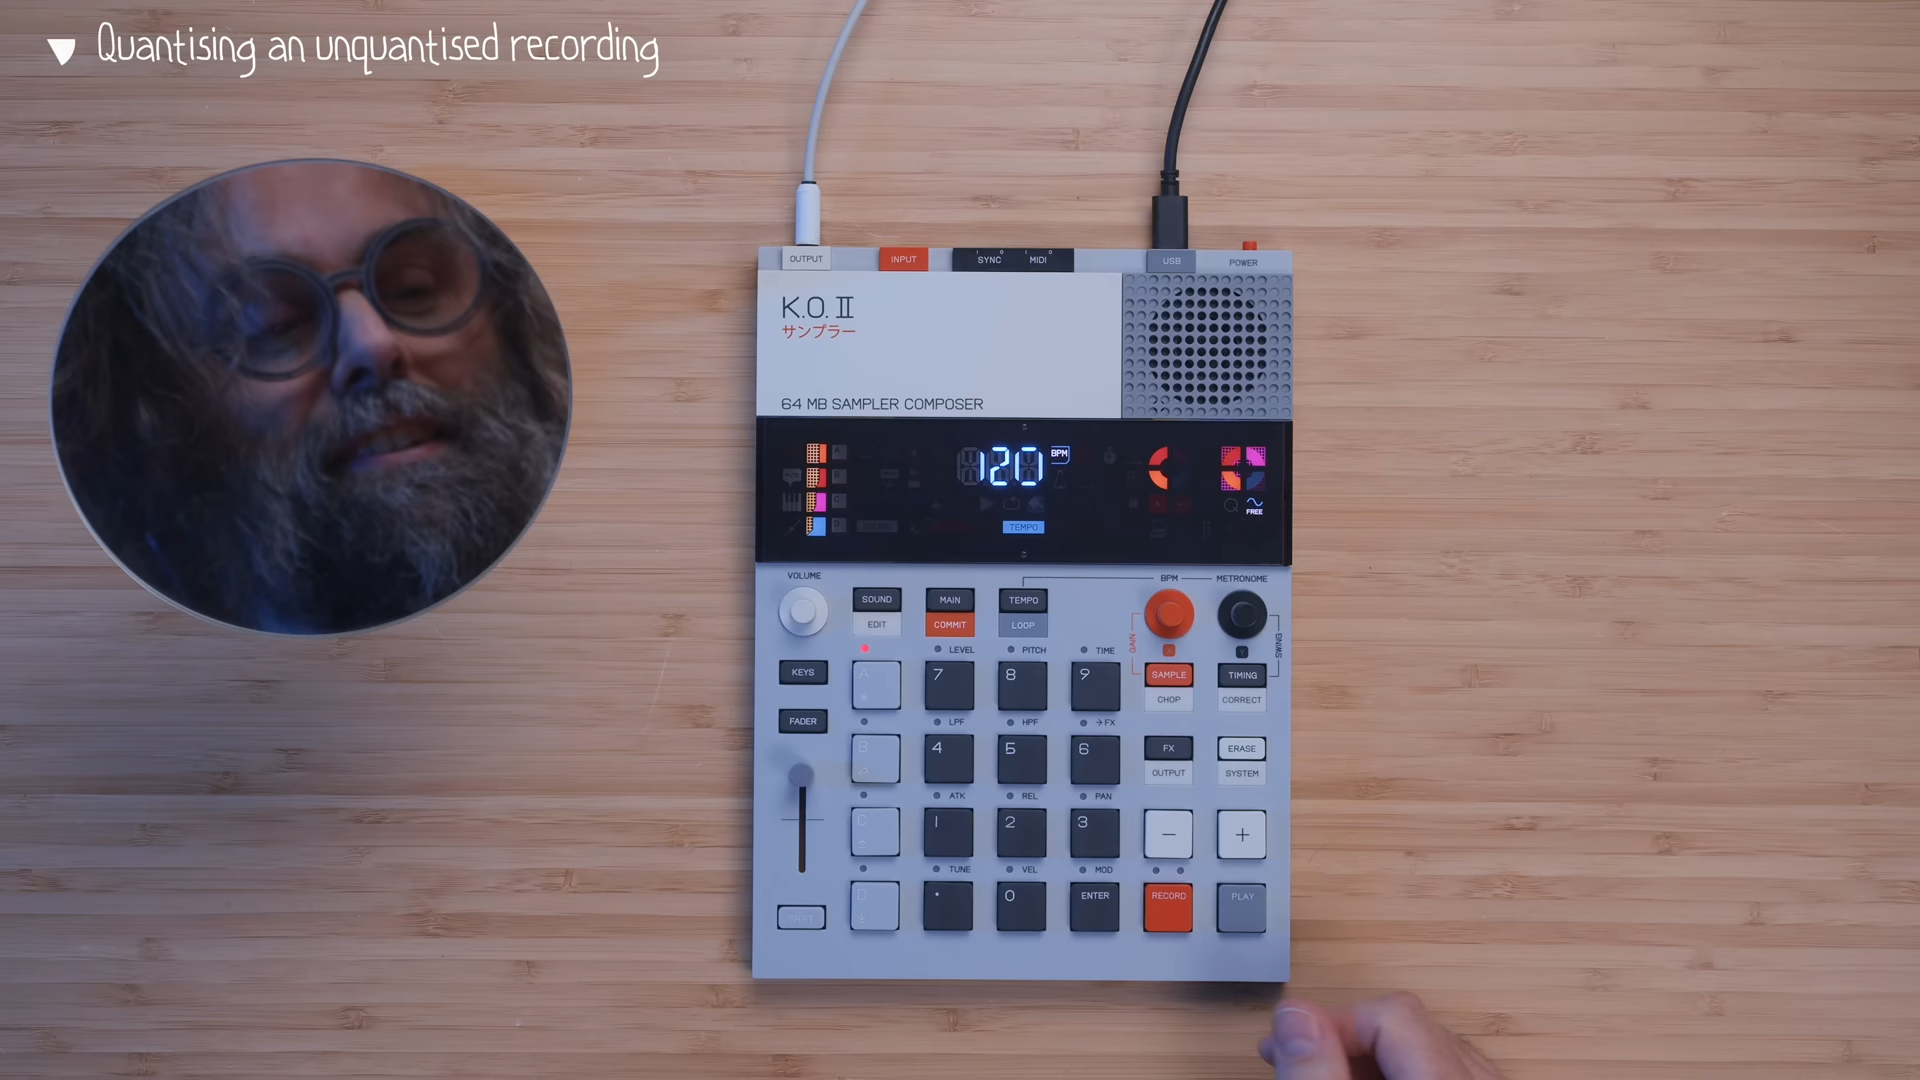 Quantising an unquantised recording
OUTPUT
INPUT
SYNC
MIDI
USB
POWER
K.O. II
サンプラー
64 MB SAMPLER COMPOSER
120
BPM
FREE
TEMPO
VOLUME
BPM
METRONOME
SOUND
MAIN
TEMPO
EDIT
COMMIT
LOOP
GAIN
SWING
LEVEL
PITCH
TIME
X
Y
KEYS
A
7
8
9
SAMPLE
TIMING
CHOP
CORRECT
FADER
LPF
HPF
FX
B
4
5
6
FX
ERASE
OUTPUT
SYSTEM
ATK
REL
PAN
C
1
2
3
−
+
TUNE
VEL
MOD
SHIFT
D
.
0
ENTER
RECORD
PLAY